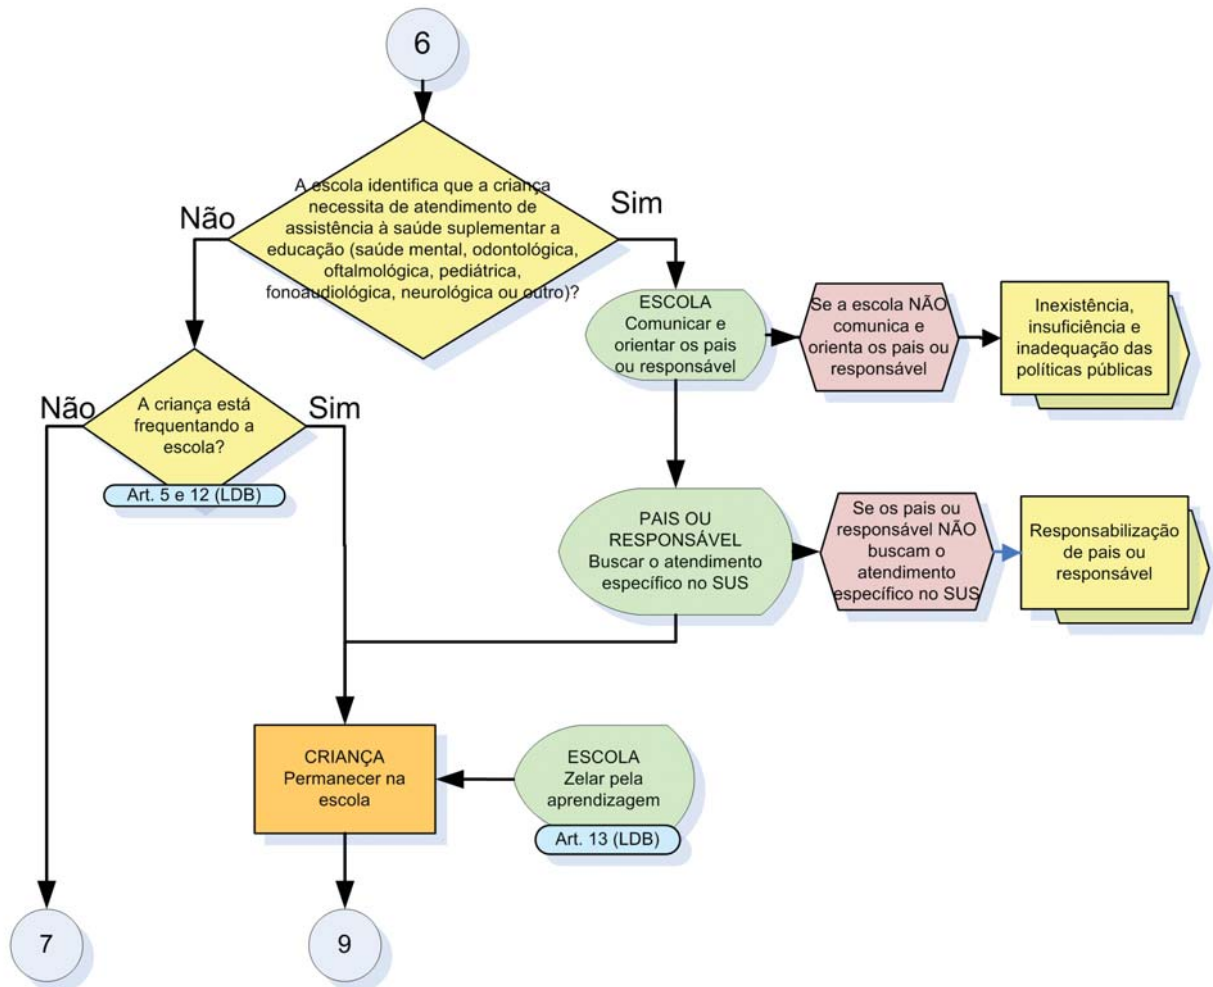 6
A escola identifica que a criança
necessita de atendimento de
assistência à saúde suplementar a
educação (saúde mental, odontológica,
oftalmológica, pediátrica,
fonoaudiológica, neurológica ou outro)?
Não
Sim
ESCOLA
Comunicar e
orientar os pais
ou responsável
Se a escola NÃO
comunica e
orienta os pais ou
responsável
Inexistência,
insuficiência e
inadequação das
políticas públicas
Não
A criança está
frequentando a
escola?
Sim
Art. 5 e 12 (LDB)
PAIS OU
RESPONSÁVEL
Buscar o atendimento
específico no SUS
Se os pais ou
responsável NÃO
buscam o
atendimento
específico no SUS
Responsabilização
de pais ou
responsável
CRIANÇA
Permanecer na
escola
ESCOLA
Zelar pela
aprendizagem
Art. 13 (LDB)
7
9